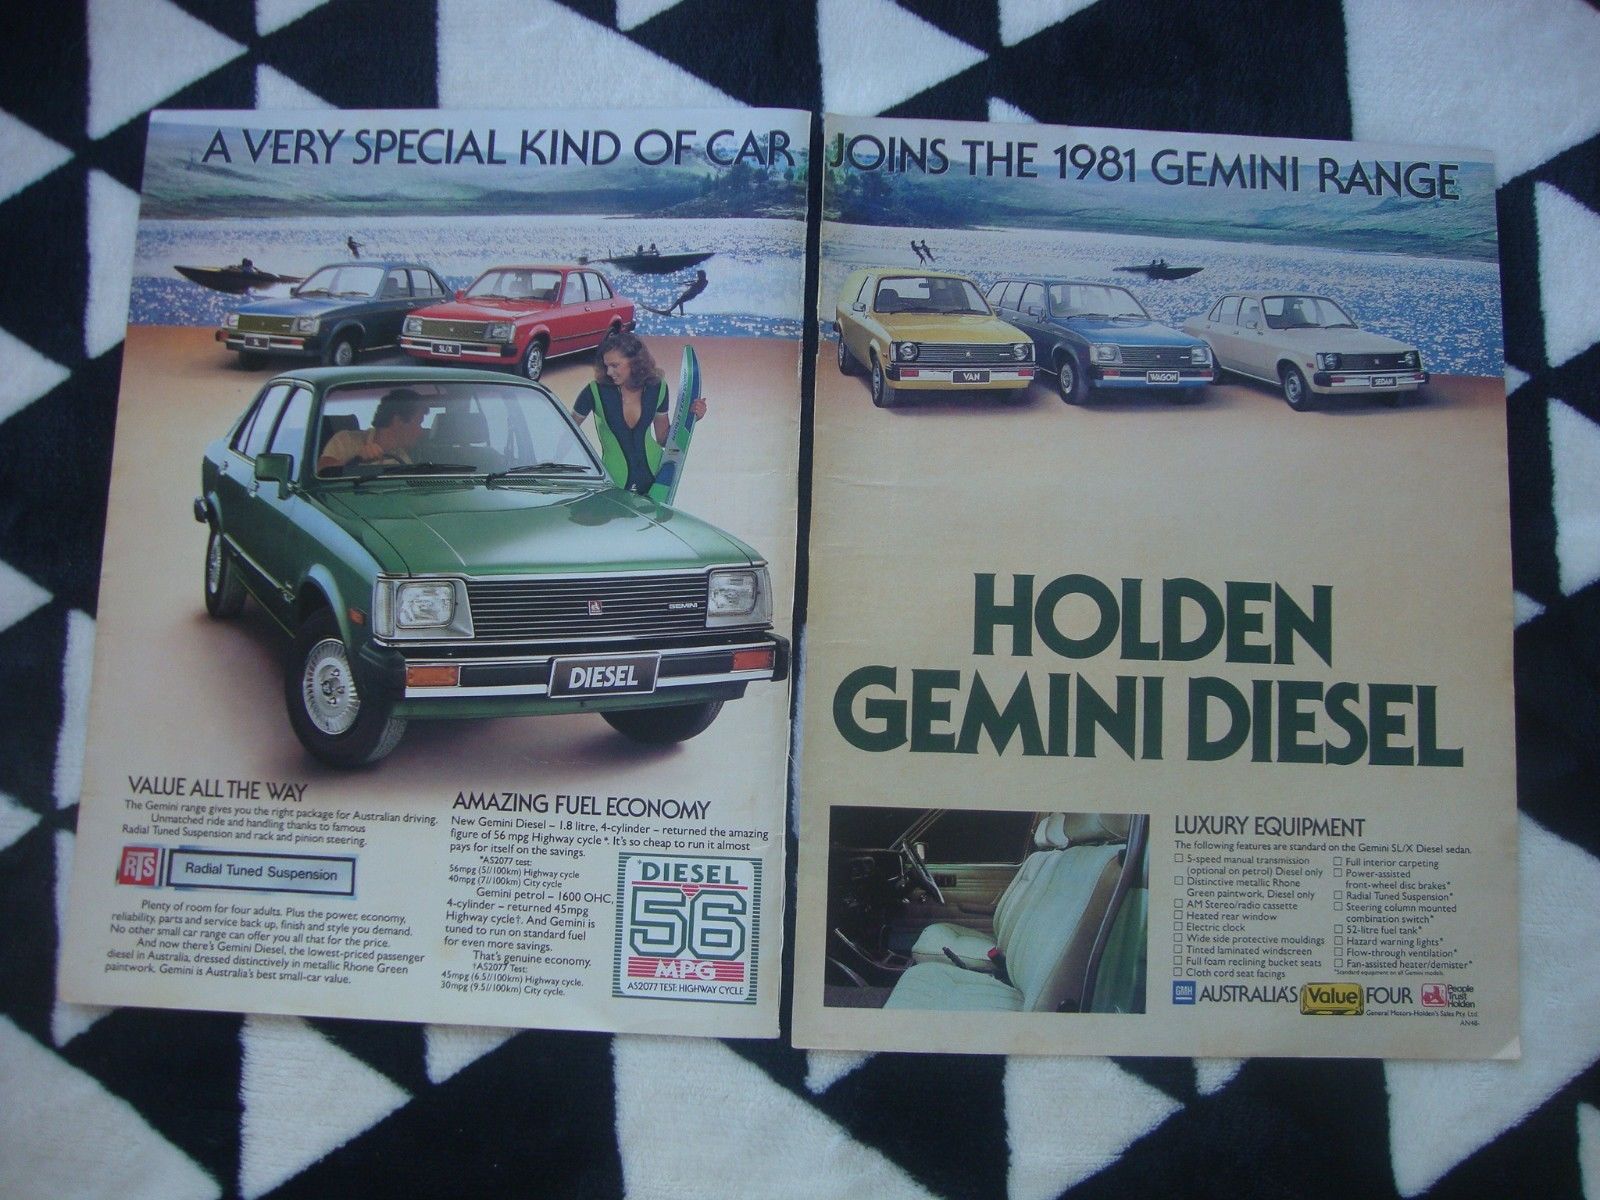 A VERY SPECIAL KIND OF CAR JOINS THE 1981 GEMINI RANGE
SL
SL/X
VAN
WAGON
SEDAN
GEMINI
DIESEL
HOLDEN
GEMINI DIESEL
VALUE ALL THE WAY
The Gemini range gives you the right package for Australian driving.
Unmatched ride and handling thanks to famous
Radial Tuned Suspension and rack and pinion steering.
RTS
Radial Tuned Suspension
Plenty of room for four adults. Plus the power, economy,
reliability, parts and service back up, finish and style you demand.
No other small car range can offer you all that for the price.
And now there's Gemini Diesel, the lowest-priced passenger
diesel in Australia, dressed distinctively in metallic Rhone Green
paintwork. Gemini is Australia's best small-car value.
AMAZING FUEL ECONOMY
New Gemini Diesel – 1.8 litre, 4-cylinder – returned the amazing
figure of 56 mpg Highway cycle*. It's so cheap to run it almost
pays for itself on the savings.
*AS2077 test:
56mpg (5l/100km) Highway cycle
40mpg (7l/100km) City cycle
Gemini petrol – 1600 OHC,
4-cylinder – returned 45mpg
Highway cycle†. And Gemini is
tuned to run on standard fuel
for even more savings.
That's genuine economy.
†AS2077 Test:
45mpg (6.5l/100km) Highway cycle.
30mpg (9.5l/100km) City cycle.
*DIESEL
56
MPG
AS2077 TEST: HIGHWAY CYCLE
LUXURY EQUIPMENT
The following features are standard on the Gemini SL/X Diesel sedan.
☐ 5-speed manual transmission
(optional on petrol) Diesel only
☐ Distinctive metallic Rhone
Green paintwork. Diesel only
☐ AM Stereo/radio cassette
☐ Heated rear window
☐ Electric clock
☐ Wide side protective mouldings
☐ Tinted laminated windscreen
☐ Full foam reclining bucket seats
☐ Cloth cord seat facings
☐ Full interior carpeting
☐ Power-assisted
front-wheel disc brakes*
☐ Radial Tuned Suspension*
☐ Steering column mounted
combination switch*
☐ 52-litre fuel tank*
☐ Hazard warning lights*
☐ Flow-through ventilation*
☐ Fan-assisted heater/demister*
*Standard equipment on all Gemini models.
GMH AUSTRALIA'S Value FOUR
People
Trust
Holden
General Motors-Holden's Sales Pty. Ltd.
AN48-